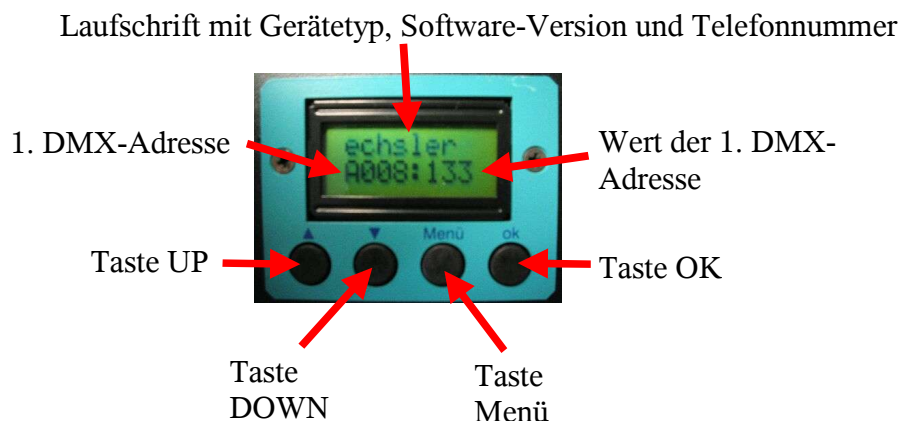 Laufschrift mit Gerätetyp, Software-Version und Telefonnummer
1. DMX-Adresse
echsler
A008:133
Wert der 1. DMX-
Adresse
▲ ▼ Menü ok
Taste UP
Taste OK
Taste
DOWN
Taste
Menü